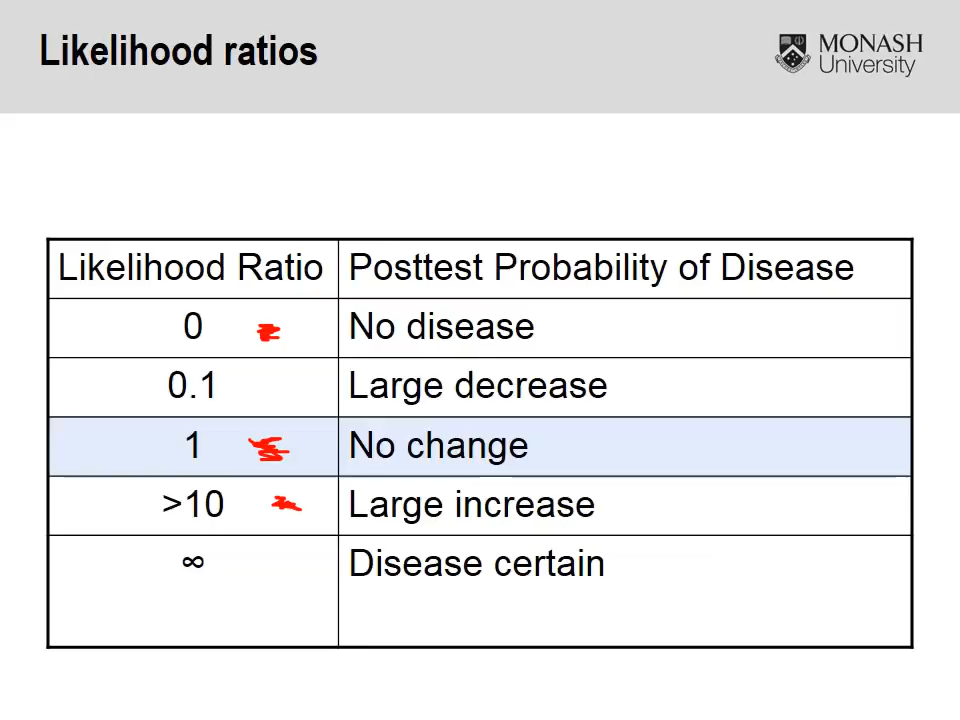 Likelihood ratios
MONASH
University
Likelihood Ratio Posttest Probability of Disease
0 No disease
0.1 Large decrease
1 No change
>10 Large increase
∞ Disease certain